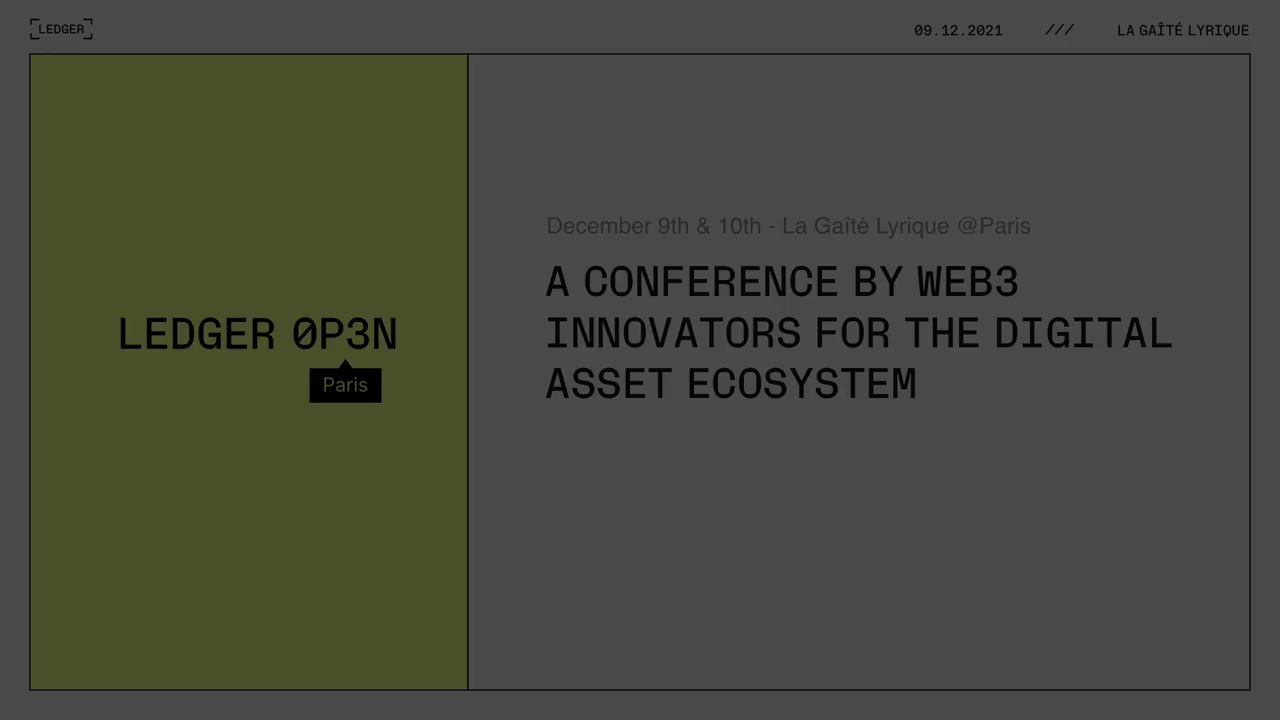 LEDGER
09.12.2021 /// LA GAÎTÉ LYRIQUE
LEDGER 0P3N
Paris
December 9th & 10th - La Gaîté Lyrique @Paris
A CONFERENCE BY WEB3
INNOVATORS FOR THE DIGITAL
ASSET ECOSYSTEM